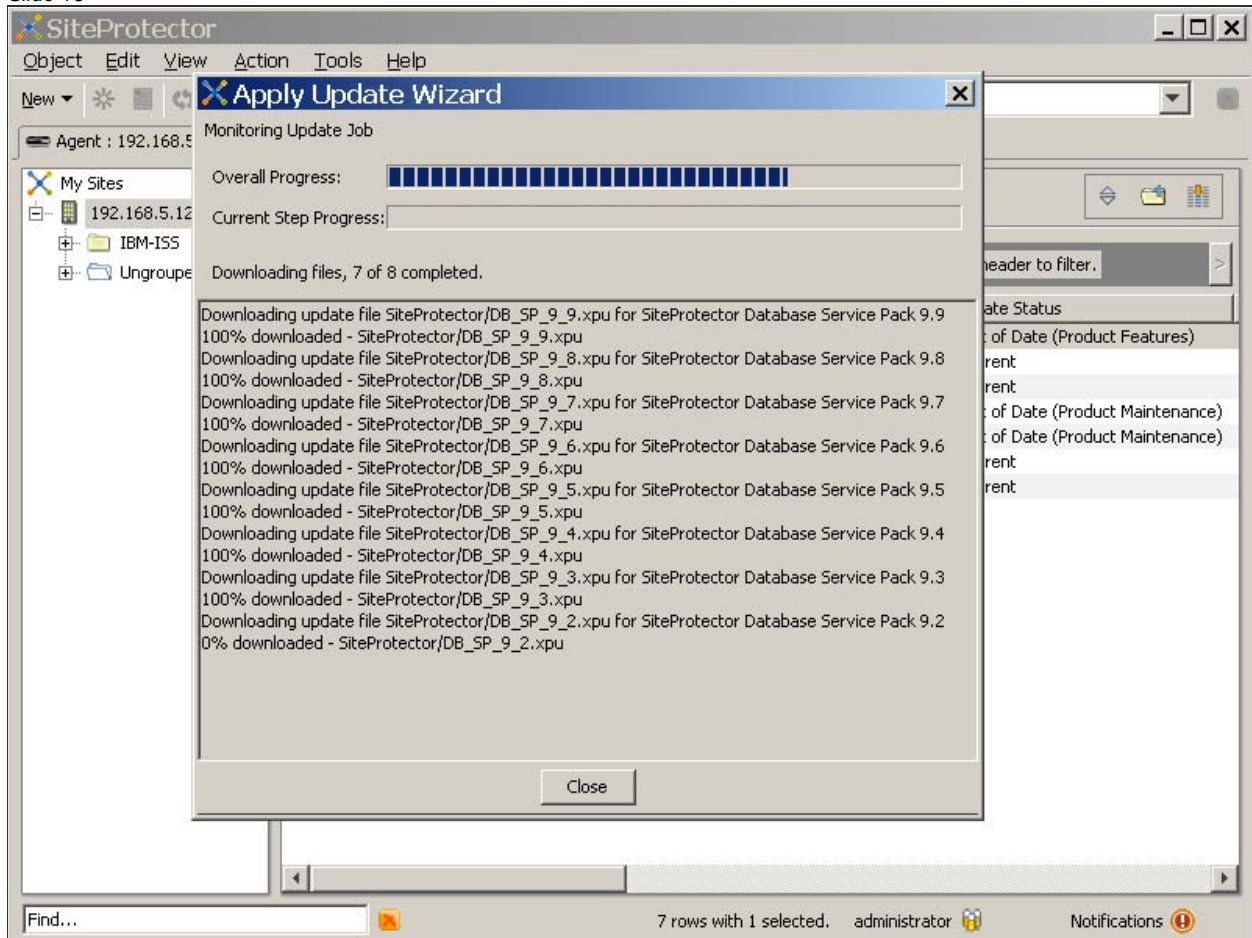 SiteProtector
Object Edit View Action Tools Help
New
Apply Update Wizard
Agent : 192.168.5
Monitoring Update Job
My Sites
192.168.5.12
IBM-ISS
Ungroupe
Overall Progress:
Current Step Progress:
Downloading files, 7 of 8 completed.
Downloading update file SiteProtector/DB_SP_9_9.xpu for SiteProtector Database Service Pack 9.9
100% downloaded - SiteProtector/DB_SP_9_9.xpu
Downloading update file SiteProtector/DB_SP_9_8.xpu for SiteProtector Database Service Pack 9.8
100% downloaded - SiteProtector/DB_SP_9_8.xpu
Downloading update file SiteProtector/DB_SP_9_7.xpu for SiteProtector Database Service Pack 9.7
100% downloaded - SiteProtector/DB_SP_9_7.xpu
Downloading update file SiteProtector/DB_SP_9_6.xpu for SiteProtector Database Service Pack 9.6
100% downloaded - SiteProtector/DB_SP_9_6.xpu
Downloading update file SiteProtector/DB_SP_9_5.xpu for SiteProtector Database Service Pack 9.5
100% downloaded - SiteProtector/DB_SP_9_5.xpu
Downloading update file SiteProtector/DB_SP_9_4.xpu for SiteProtector Database Service Pack 9.4
100% downloaded - SiteProtector/DB_SP_9_4.xpu
Downloading update file SiteProtector/DB_SP_9_3.xpu for SiteProtector Database Service Pack 9.3
100% downloaded - SiteProtector/DB_SP_9_3.xpu
Downloading update file SiteProtector/DB_SP_9_2.xpu for SiteProtector Database Service Pack 9.2
0% downloaded - SiteProtector/DB_SP_9_2.xpu
Close
header to filter.
ate Status
of Date (Product Features)
rent
rent
of Date (Product Maintenance)
of Date (Product Maintenance)
rent
rent
Find...
7 rows with 1 selected.
administrator
Notifications